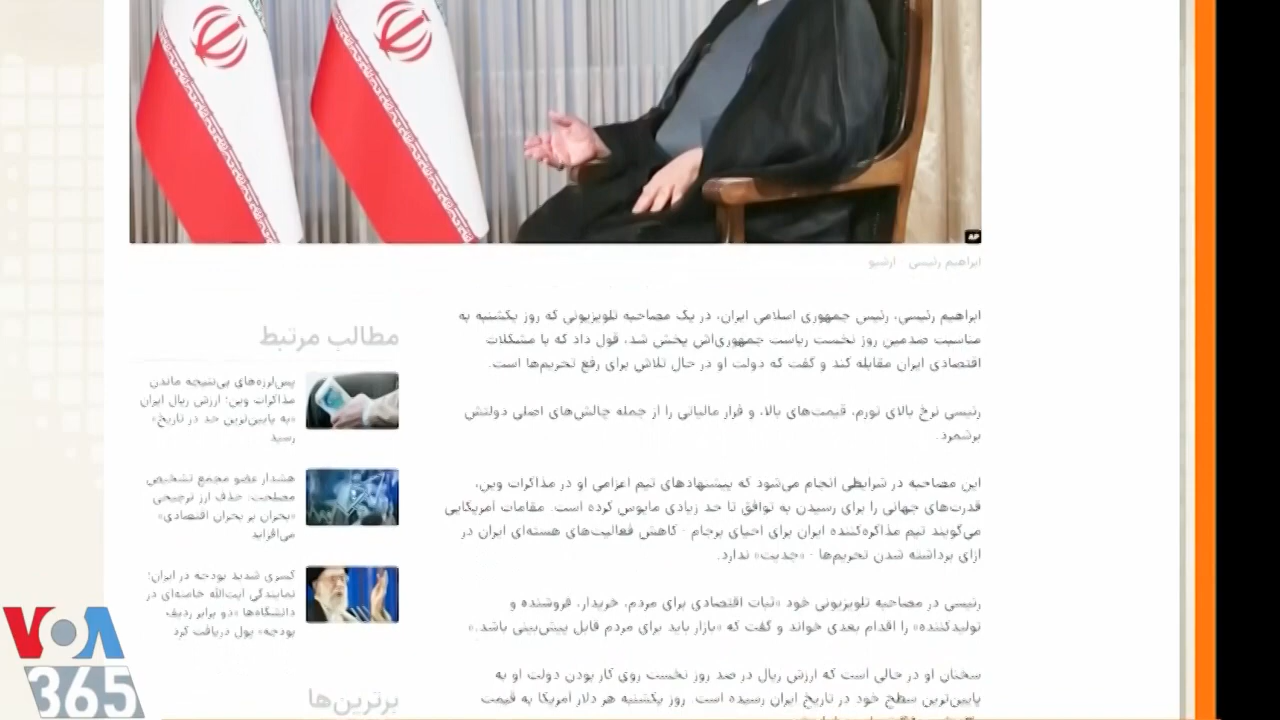 AP
ابراهیم رئیسی - آرشیو
ابراهیم رئیسی، رئیس جمهوری اسلامی ایران، در یک مصاحبه تلویزیونی که روز یکشنبه به
مناسبت صدمین روز نخست ریاست جمهوری‌اش پخش شد، قول داد که با مشکلات
اقتصادی ایران مقابله کند و گفت که دولت او در حال تلاش برای رفع تحریم‌ها است.
رئیسی نرخ بالای تورم، قیمت‌های بالا، و فرار مالیاتی را از جمله چالش‌های اصلی دولتش
برشمرد.
این مصاحبه در شرایطی انجام می‌شود که پیشنهادهای تیم اعزامی او در مذاکرات وین،
قدرت‌های جهانی را برای رسیدن به توافق تا حد زیادی مایوس کرده است. مقامات آمریکایی
می‌گویند تیم مذاکره‌کننده ایران برای احیای برجام - کاهش فعالیت‌های هسته‌ای ایران در
ازای برداشته شدن تحریم‌ها - «جدیت» ندارد.
رئیسی در مصاحبه تلویزیونی خود «ثبات اقتصادی برای مردم، خریدار، فروشنده و
تولیدکننده» را اقدام بعدی خواند و گفت که «بازار باید برای مردم قابل پیش‌بینی باشد.»
سخنان او در حالی است که ارزش ریال در صد روز نخست روی کار بودن دولت او به
پایین‌ترین سطح خود در تاریخ ایران رسیده است. روز یکشنبه هر دلار آمریکا به قیمت
مطالب مرتبط
پس‌لرزه‌های بی‌نتیجه ماندن
مذاکرات وین؛ ارزش ریال ایران
«به پایین‌ترین حد در تاریخ»
رسید
هشدار عضو مجمع تشخیص
مصلحت: حذف ارز ترجیحی
«بحران بر بحران اقتصادی»
می‌افزاید
کسری شدید بودجه در ایران؛
نمایندگی آیت‌الله خامنه‌ای در
دانشگاه‌ها «دو برابر ردیف
بودجه» پول دریافت کرد
برترین‌ها
VOA
365